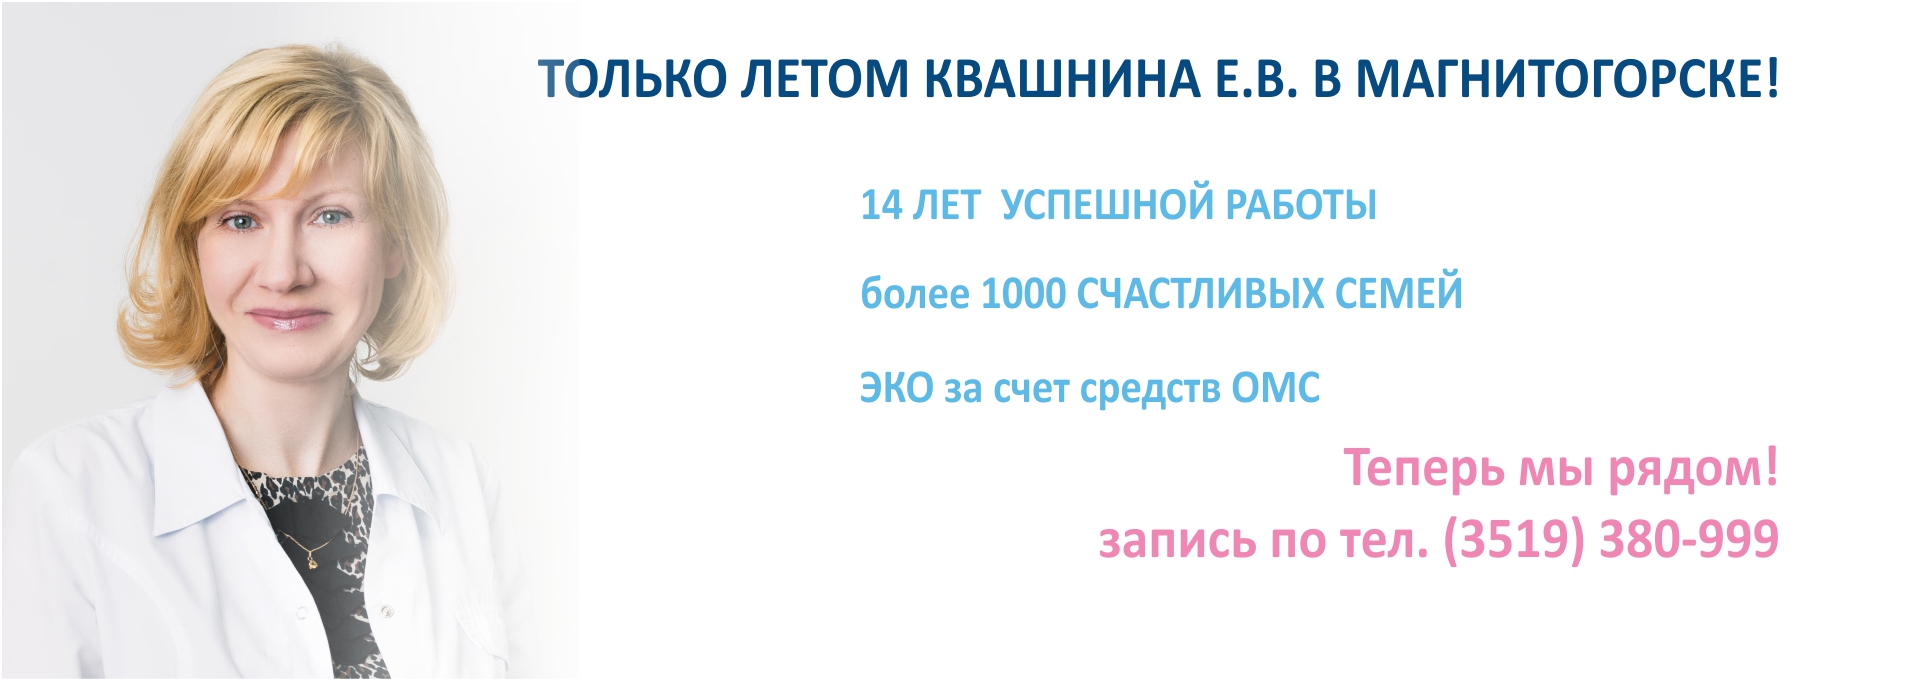 ТОЛЬКО ЛЕТОМ КВАШНИНА Е.В. В МАГНИТОГОРСКЕ!
14 ЛЕТ УСПЕШНОЙ РАБОТЫ
более 1000 СЧАСТЛИВЫХ СЕМЕЙ
ЭКО за счет средств ОМС
Теперь мы рядом!
запись по тел. (3519) 380-999